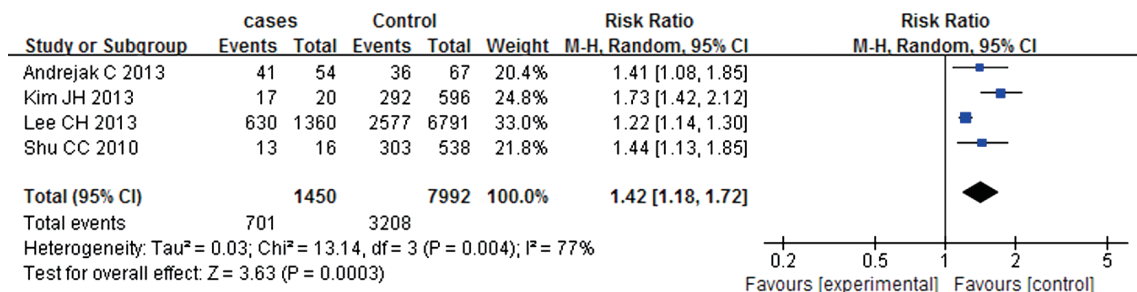 cases Control Risk Ratio Risk Ratio
Study or Subgroup Events Total Events Total Weight M-H, Random, 95% CI M-H, Random, 95% CI
Andrejak C 2013 41 54 36 67 20.4% 1.41 [1.08, 1.85]
Kim JH 2013 17 20 292 596 24.8% 1.73 [1.42, 2.12]
Lee CH 2013 630 1360 2577 6791 33.0% 1.22 [1.14, 1.30]
Shu CC 2010 13 16 303 538 21.8% 1.44 [1.13, 1.85]
Total (95% CI) 1450 7992 100.0% 1.42 [1.18, 1.72]
Total events 701 3208
Heterogeneity: Tau² = 0.03; Chi² = 13.14, df = 3 (P = 0.004); I² = 77%
Test for overall effect: Z = 3.63 (P = 0.0003)
0.2 0.5 1 2 5
Favours [experimental] Favours [control]